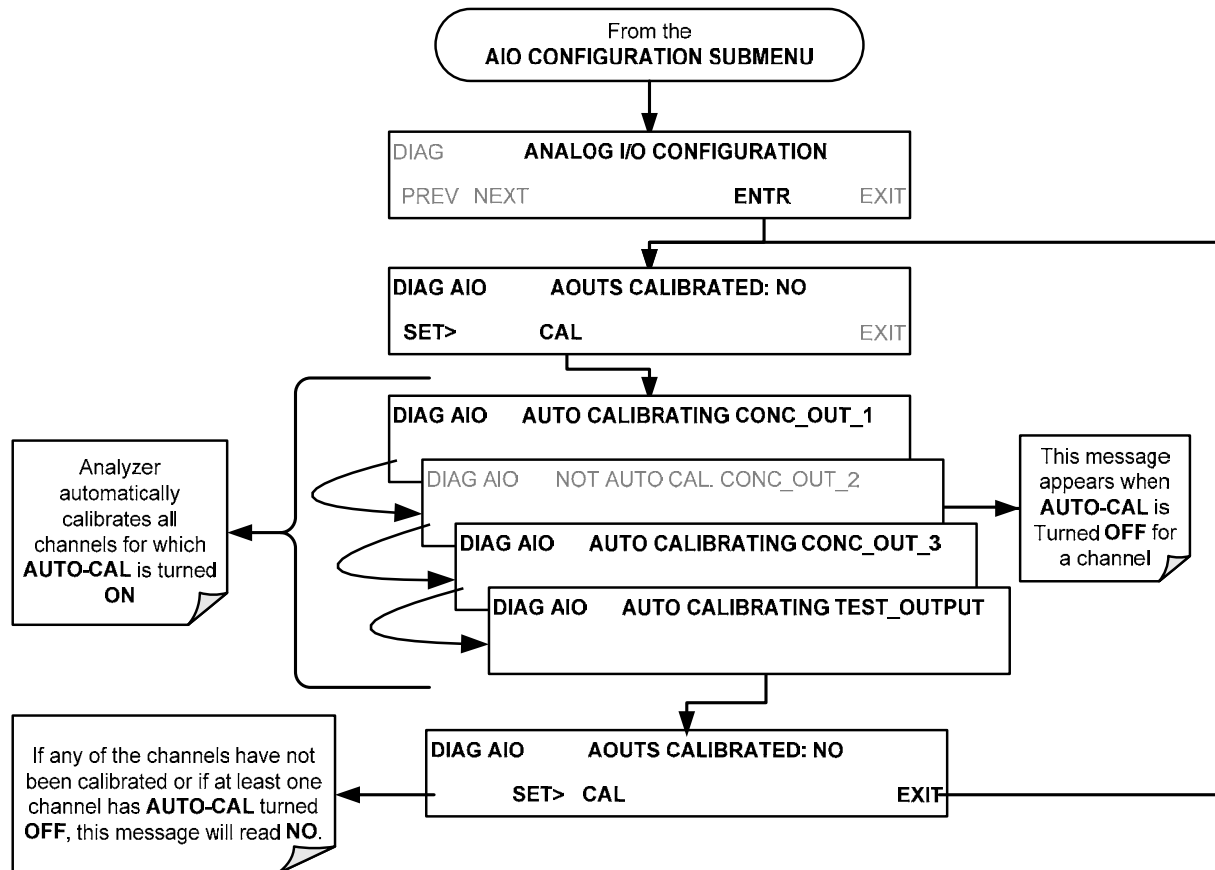 From the
AIO CONFIGURATION SUBMENU
DIAG ANALOG I/O CONFIGURATION
PREV NEXT ENTR EXIT
DIAG AIO AOUTS CALIBRATED: NO
SET> CAL EXIT
DIAG AIO AUTO CALIBRATING CONC_OUT_1
DIAG AIO NOT AUTO CAL. CONC_OUT_2
DIAG AIO AUTO CALIBRATING CONC_OUT_3
DIAG AIO AUTO CALIBRATING TEST_OUTPUT
Analyzer
automatically
calibrates all
channels for which
AUTO-CAL is turned
ON
This message
appears when
AUTO-CAL is
Turned OFF for
a channel
DIAG AIO AOUTS CALIBRATED: NO
SET> CAL EXIT
If any of the channels have not
been calibrated or if at least one
channel has AUTO-CAL turned
OFF, this message will read NO.